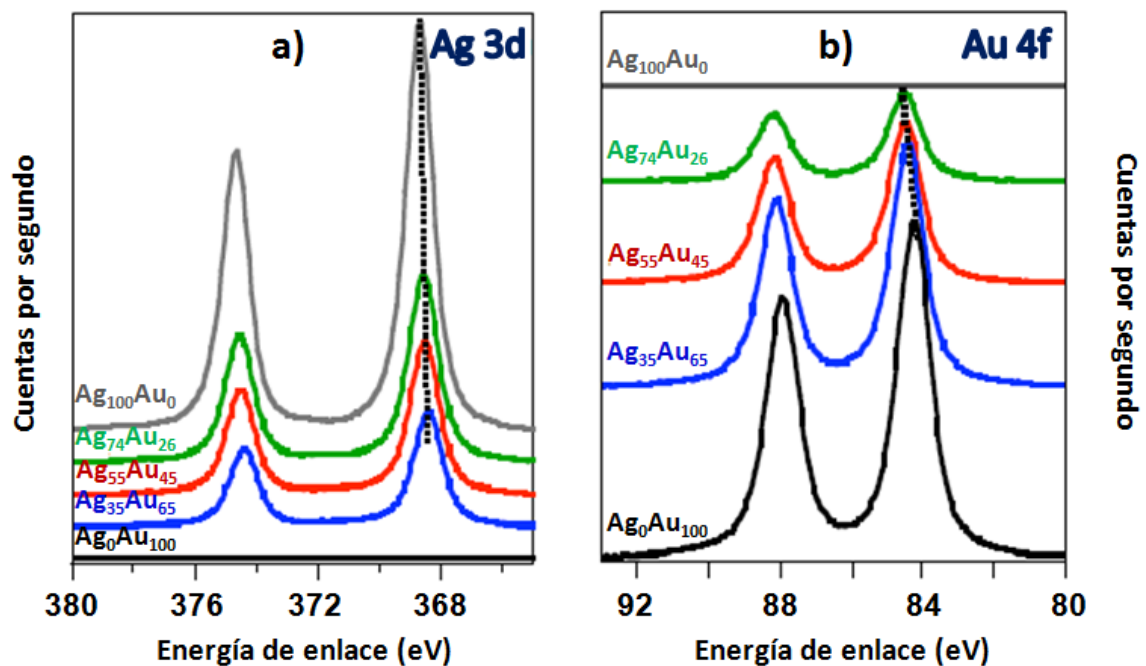 a)
Ag 3d
Cuentas por segundo
Ag₁₀₀Au₀
Ag₇₄Au₂₆
Ag₅₅Au₄₅
Ag₃₅Au₆₅
Ag₀Au₁₀₀
380 376 372 368
Energía de enlace (eV)
b)
Au 4f
Ag₁₀₀Au₀
Ag₇₄Au₂₆
Ag₅₅Au₄₅
Ag₃₅Au₆₅
Ag₀Au₁₀₀
92 88 84 80
Energía de enlace (eV)
Cuentas por segundo